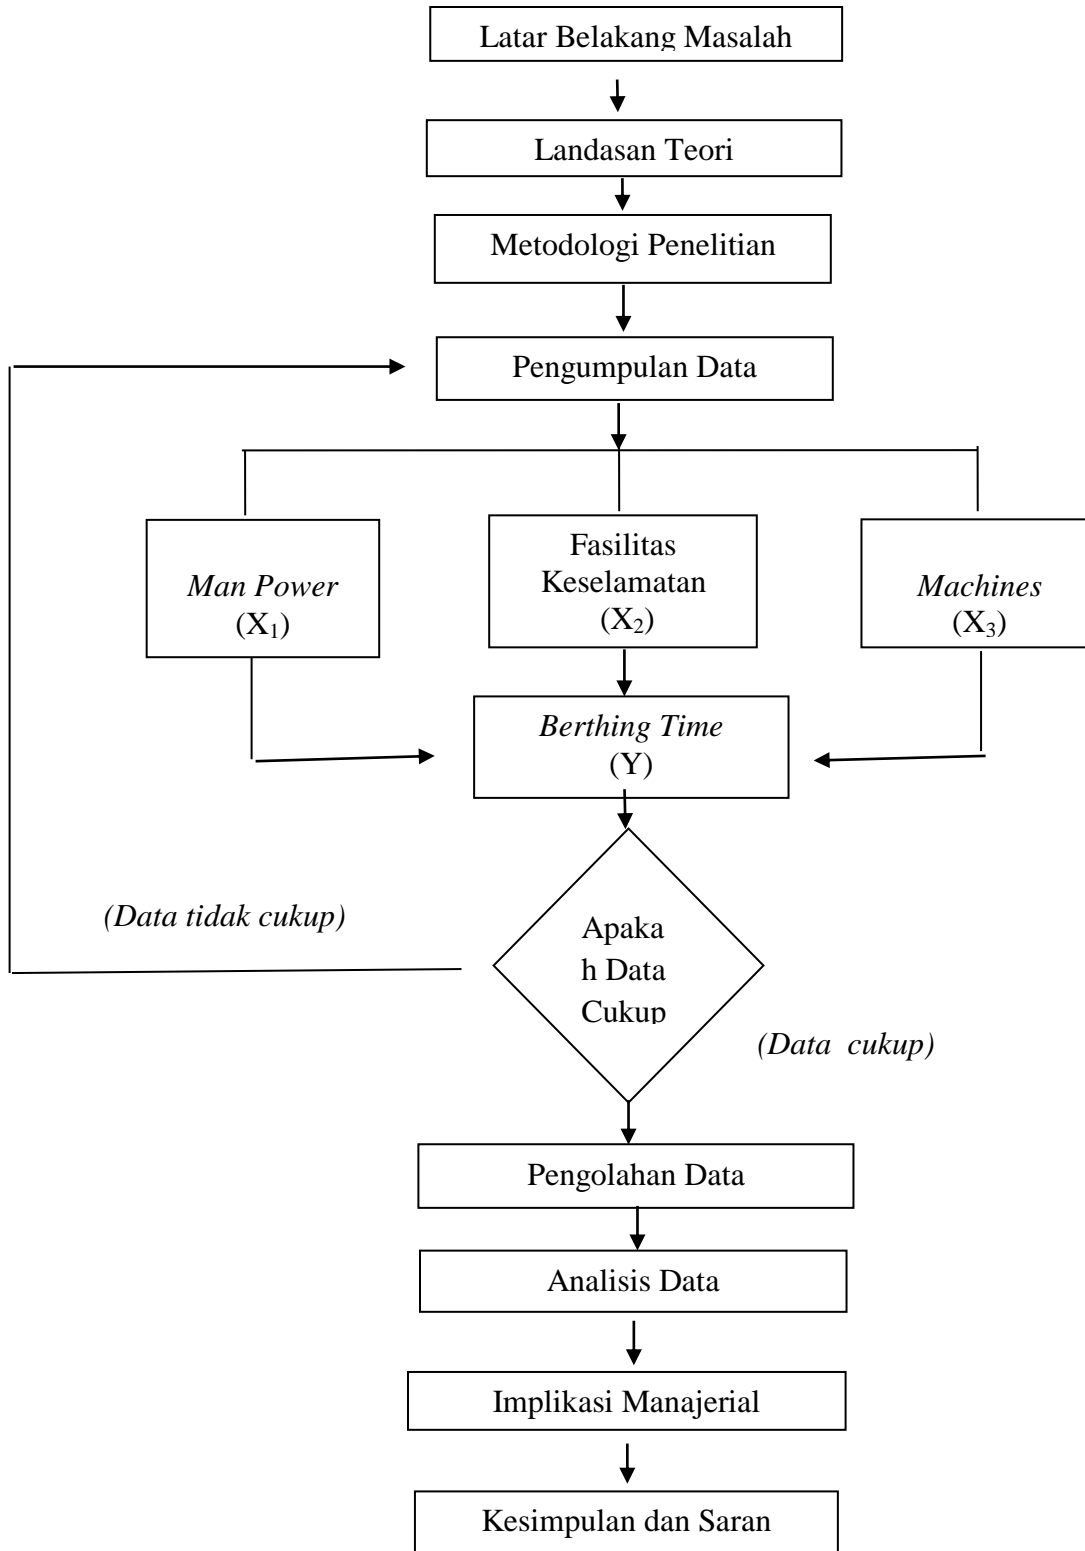 Latar Belakang Masalah
Landasan Teori
Metodologi Penelitian
Pengumpulan Data
Man Power
(X₁)
Fasilitas
Keselamatan
(X₂)
Machines
(X₃)
Berthing Time
(Y)
(Data tidak cukup)
Apaka
h Data
Cukup
(Data  cukup)
Pengolahan Data
Analisis Data
Implikasi Manajerial
Kesimpulan dan Saran